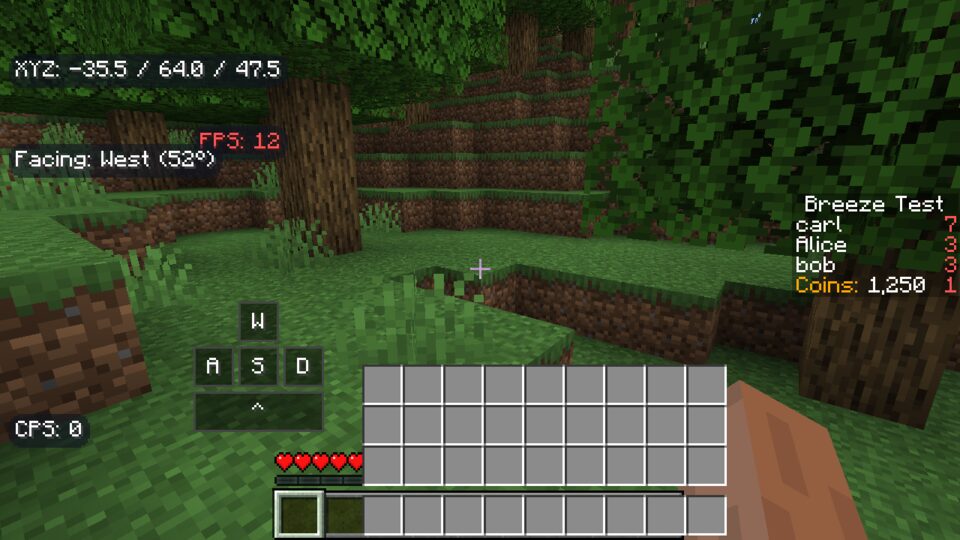 XYZ: -35.5 / 64.0 / 47.5
FPS: 12
Facing: West (52°)
Breeze Test
carl 7
Alice 3
bob 3
Coins: 1,250 1
W
A S D
^
CPS: 0